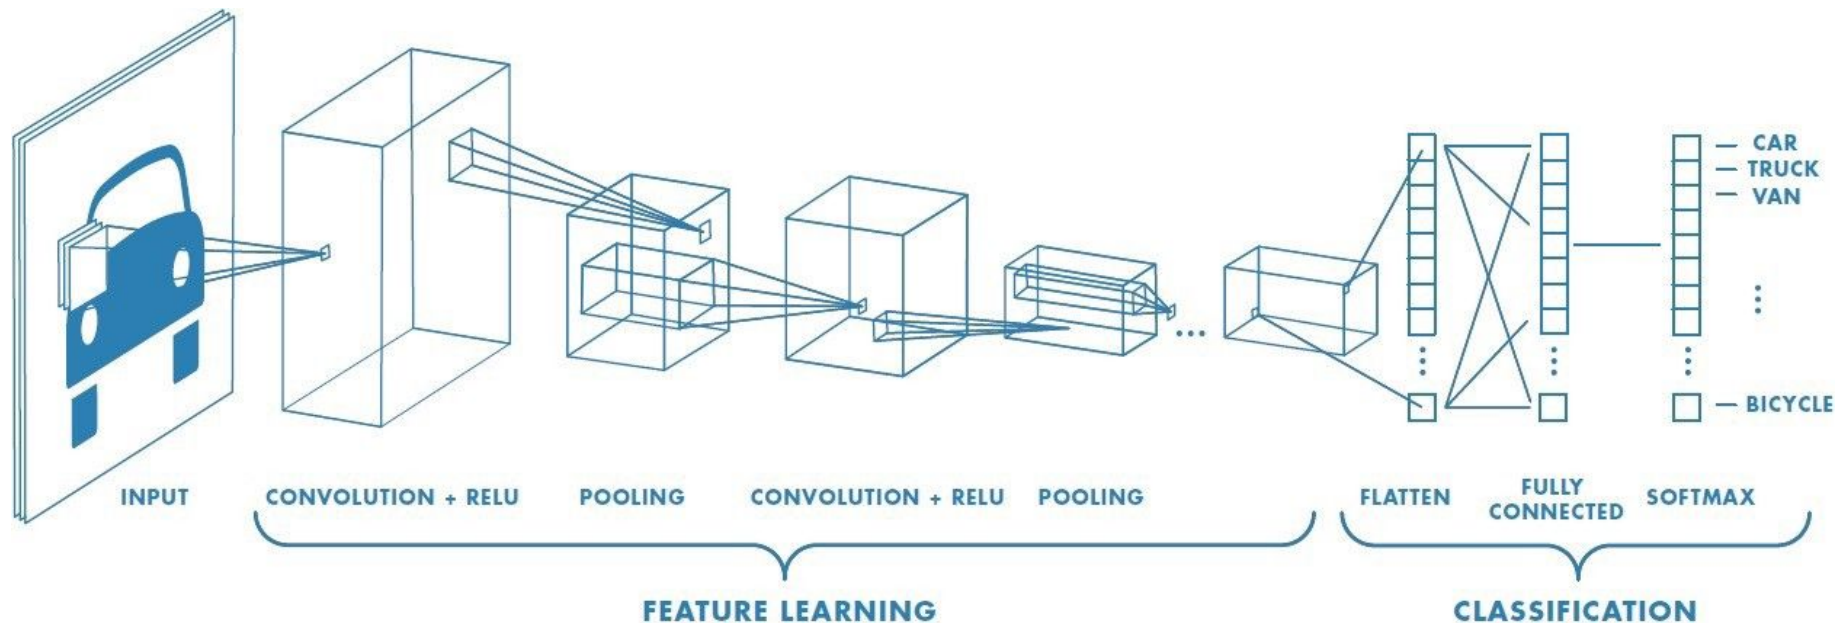 CAR
TRUCK
VAN
BICYCLE
INPUT
CONVOLUTION + RELU
POOLING
CONVOLUTION + RELU
POOLING
FLATTEN
FULLY
CONNECTED
SOFTMAX
FEATURE LEARNING
CLASSIFICATION